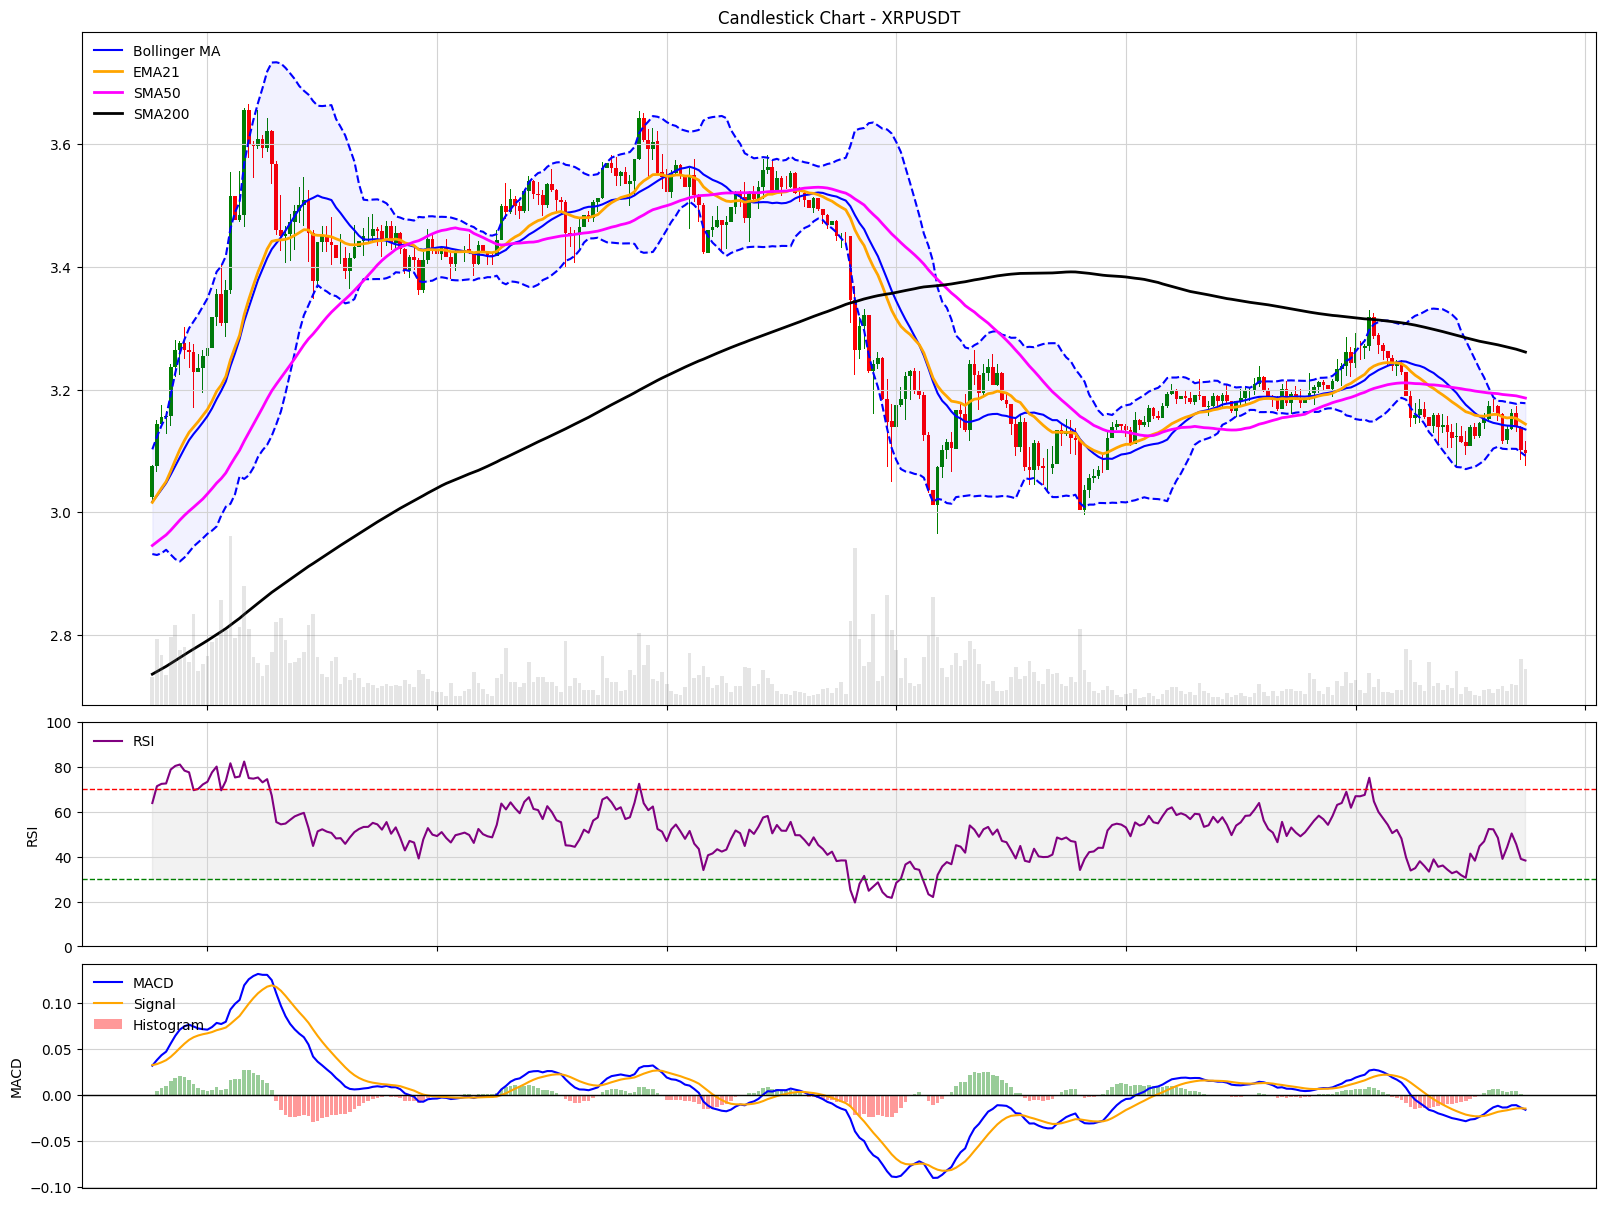 Candlestick Chart - XRPUSDT
Bollinger MA
EMA21
SMA50
SMA200
3.6
3.4
3.2
3.0
2.8
100
RSI
80
60
RSI
40
20
0
MACD
0.10
Signal
Histogram
0.05
MACD
0.00
−0.05
−0.10